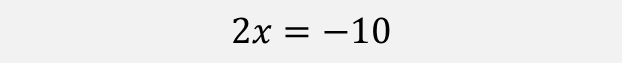 2x = −10